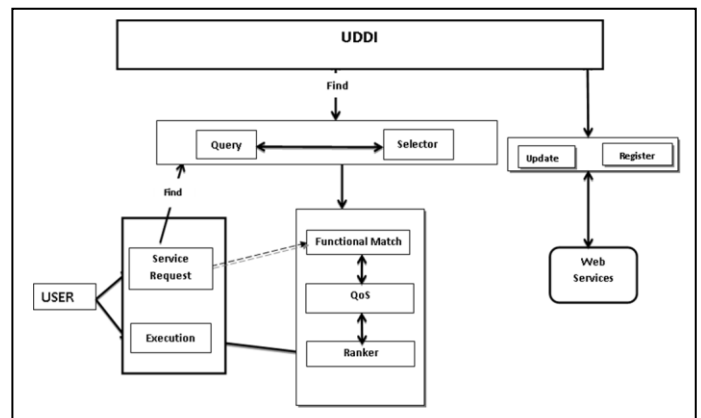 UDDI
Find
Query
Selector
Update
Register
Find
Service
Request
Functional Match
Web
Services
USER
QoS
Execution
Ranker